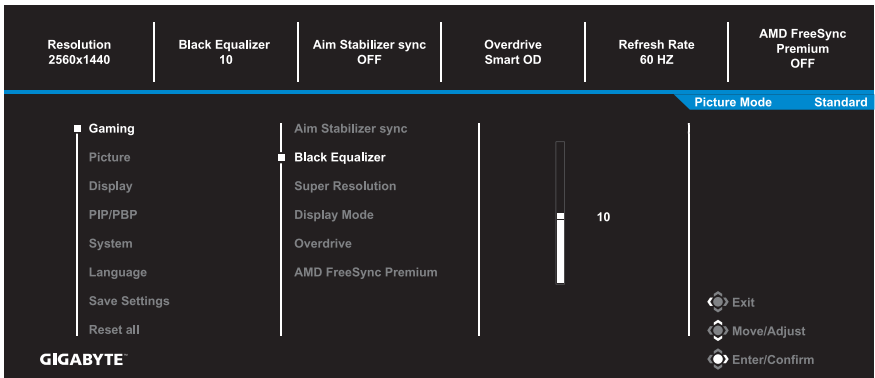 Resolution
2560x1440
Black Equalizer
10
Aim Stabilizer sync
OFF
Overdrive
Smart OD
Refresh Rate
60 HZ
AMD FreeSync
Premium
OFF
Picture Mode Standard
Gaming
Picture
Display
PIP/PBP
System
Language
Save Settings
Reset all
Aim Stabilizer sync
Black Equalizer
Super Resolution
Display Mode
Overdrive
AMD FreeSync Premium
10
Exit
Move/Adjust
Enter/Confirm
GIGABYTE™